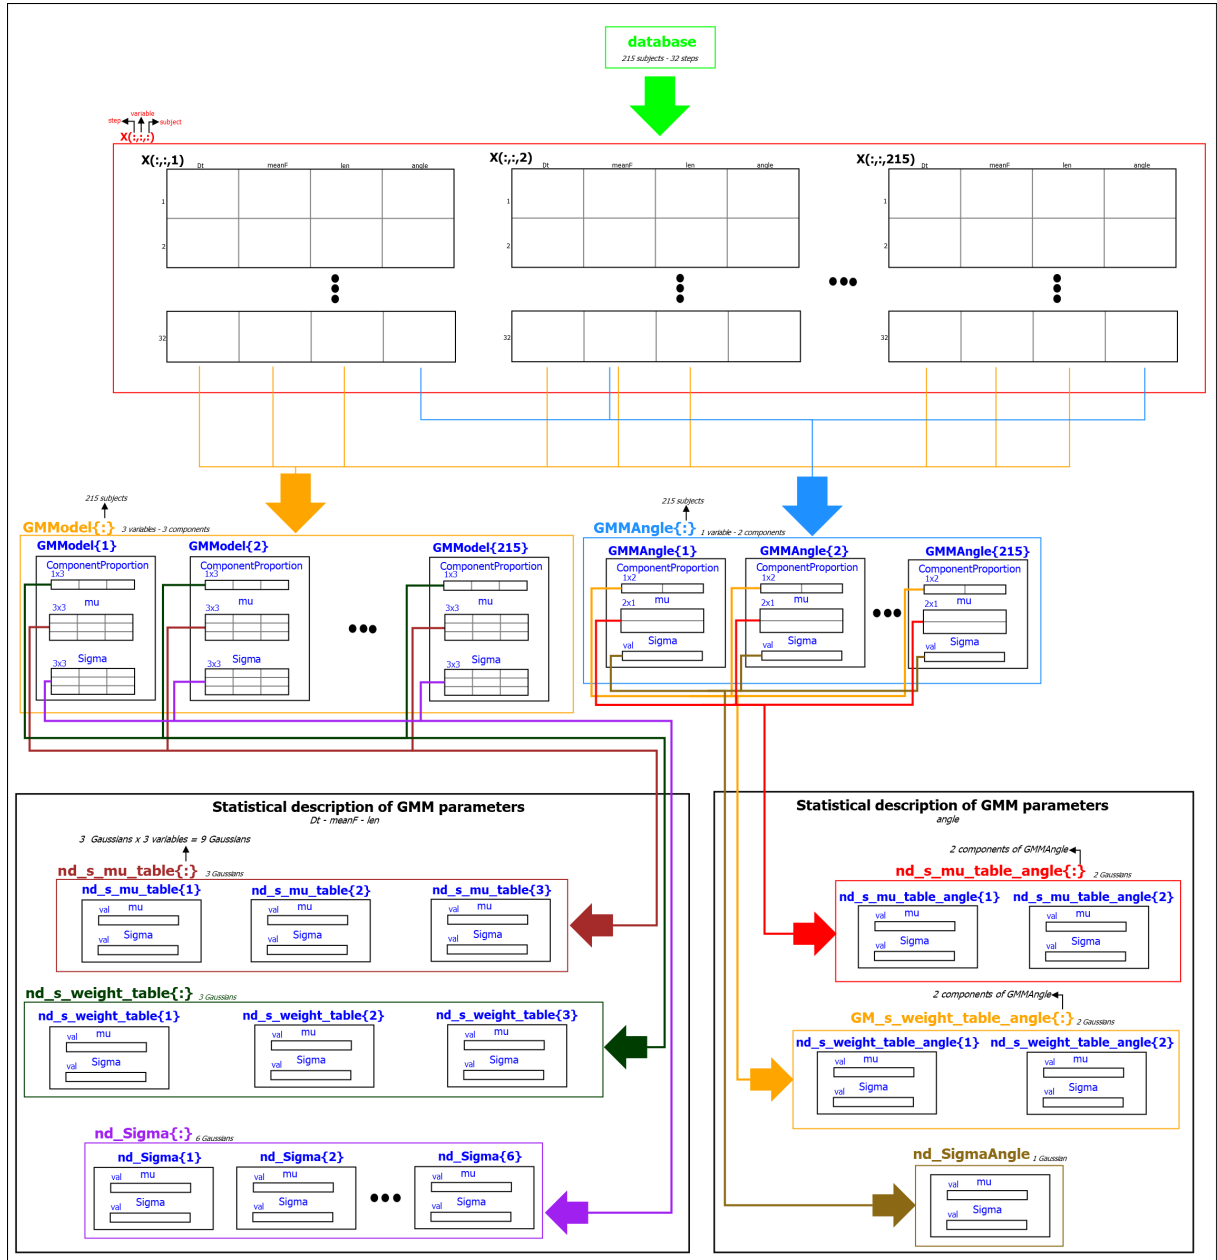 database
215 subjects - 32 steps
variable
step
subject
X(:,:,:)
X(:,:,1)
Dt
meanF
len
angle
1
2
32
X(:,:,2)
Dt
meanF
len
angle
X(:,:,215)
Dt
meanF
len
angle
1
2
32
215 subjects
GMModel{:} 3 variables - 3 components
GMModel{1}
ComponentProportion
1x3
mu
3x3
Sigma
3x3
GMModel{2}
ComponentProportion
1x3
mu
3x3
Sigma
3x3
GMModel{215}
ComponentProportion
1x3
mu
3x3
Sigma
3x3
215 subjects
GMMAngle{:} 1 variable - 2 components
GMMAngle{1}
ComponentProportion
1x2
mu
2x1
Sigma
val
GMMAngle{2}
ComponentProportion
1x2
mu
2x1
Sigma
val
GMMAngle{215}
ComponentProportion
1x2
mu
2x1
Sigma
val
Statistical description of GMM parameters
Dt - meanF - len
3 Gaussians x 3 variables = 9 Gaussians
nd_s_mu_table{:} 3 Gaussians
nd_s_mu_table{1}
mu
val
Sigma
val
nd_s_mu_table{2}
mu
val
Sigma
val
nd_s_mu_table{3}
mu
val
Sigma
val
nd_s_weight_table{:} 3 Gaussians
nd_s_weight_table{1}
mu
val
Sigma
val
nd_s_weight_table{2}
mu
val
Sigma
val
nd_s_weight_table{3}
mu
val
Sigma
val
nd_Sigma{:} 6 Gaussians
nd_Sigma{1}
mu
val
Sigma
val
nd_Sigma{2}
mu
val
Sigma
val
nd_Sigma{6}
mu
val
Sigma
val
Statistical description of GMM parameters
angle
2 components of GMMAngle
nd_s_mu_table_angle{:} 2 Gaussians
nd_s_mu_table_angle{1}
mu
val
Sigma
val
nd_s_mu_table_angle{2}
mu
val
Sigma
val
2 components of GMMAngle
GM_s_weight_table_angle{:} 2 Gaussians
nd_s_weight_table_angle{1}
mu
val
Sigma
val
nd_s_weight_table_angle{2}
mu
val
Sigma
val
nd_SigmaAngle 1 Gaussian
mu
val
Sigma
val